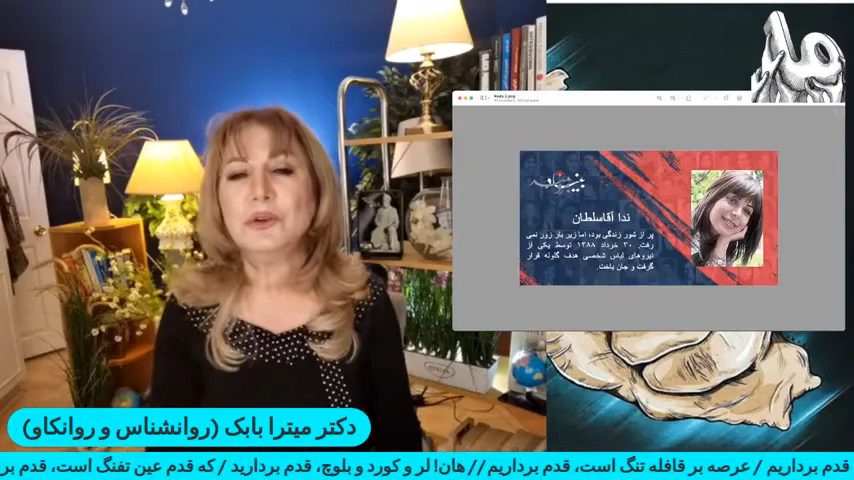 ندا آقاسلطان
پر از شور زندگی بود، اما زیر بار زور نمی
رفت. ۳۰ خرداد ۱۳۸۸ توسط یکی از
نیروهای لباس شخصی هدف گلوله قرار
گرفت و جان باخت.
دکتر میترا بابک (روانشناس و روانکاو)
قدم برداریم / عرصه بر قافله تنگ است، قدم برداریم // هان! لر و کورد و بلوچ، قدم بردارید / که قدم عین تفنگ است، قدم بر